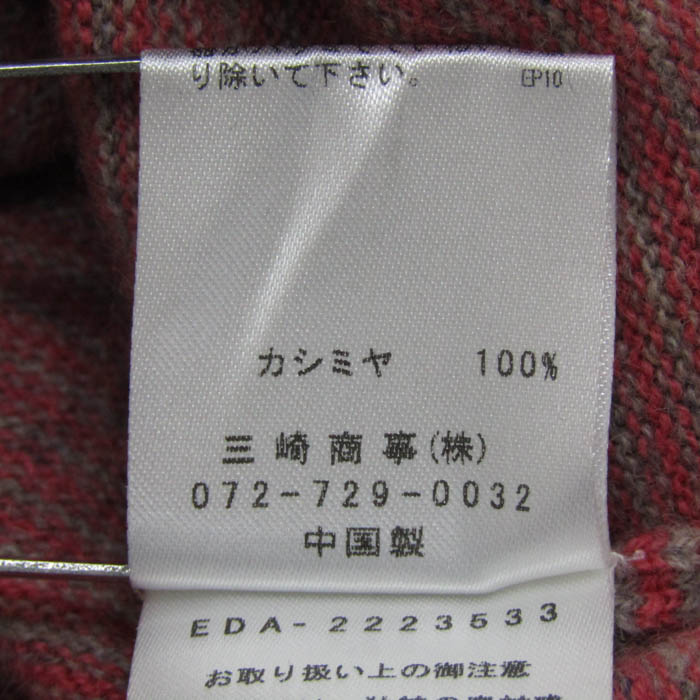 り除いて下さい。
EP10
カシミヤ 100%
三崎商事(株)
072-729-0032
中国製
EDA-2223533
お取り扱い上の御注意